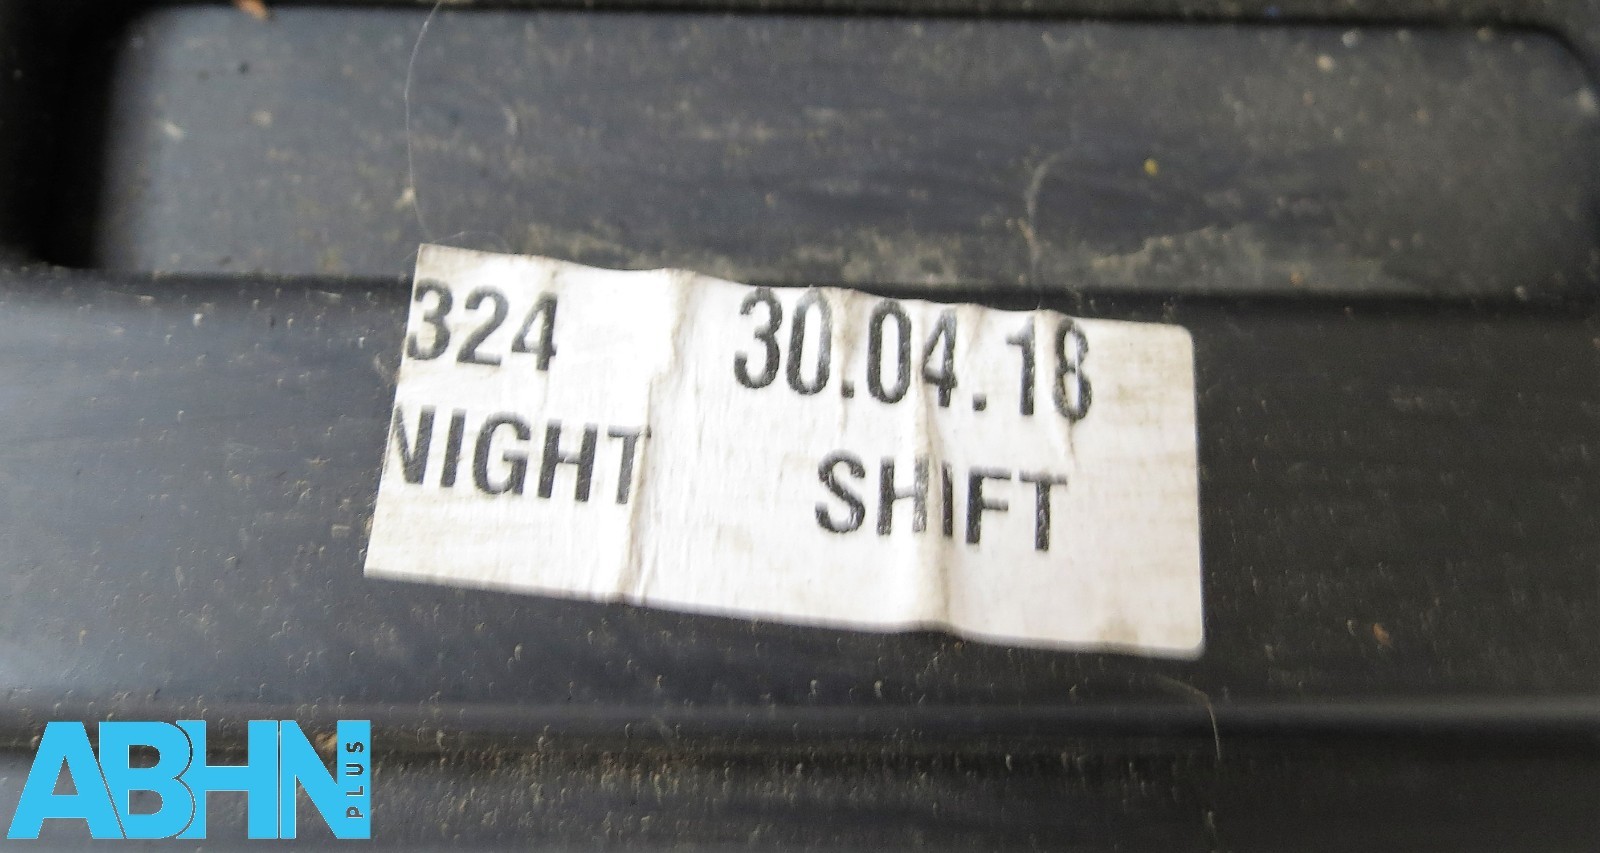 324 30.04.18
NIGHT SHIFT
ABHN PLUS